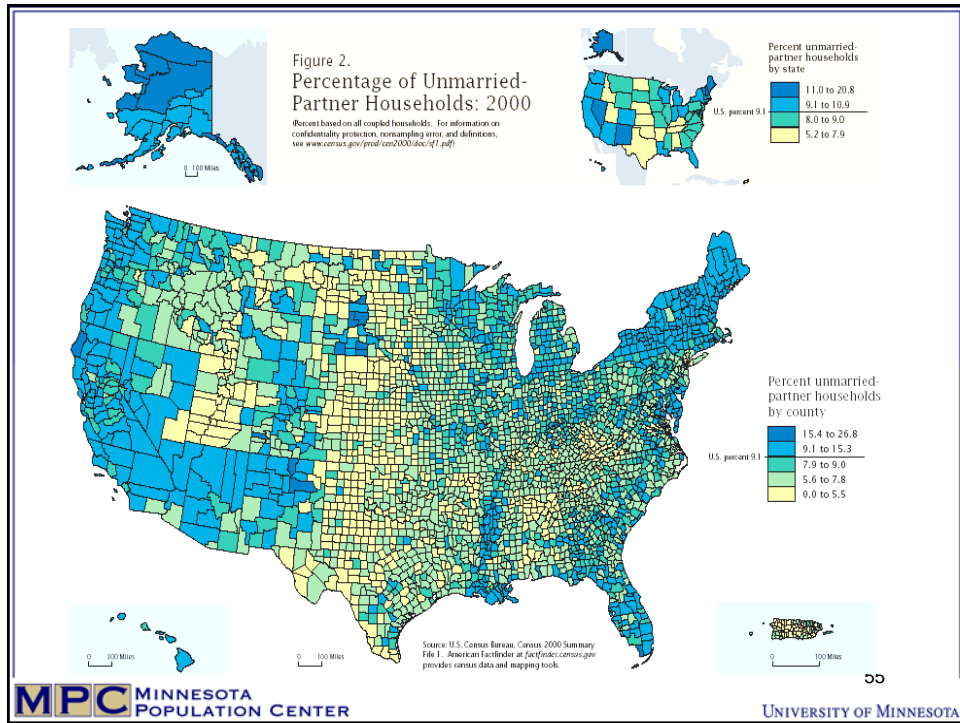 Figure 2.
Percentage of Unmarried-
Partner Households: 2000
(Percent based on all coupled households. For information on
confidentiality protection, nonsampling error, and definitions,
see www.census.gov/prod/cen2000/doc/sf1.pdf)
0 100 Miles
Percent unmarried-
partner households
by state
11.0 to 20.8
9.1 to 10.9
U.S. percent 9.1
8.0 to 9.0
5.2 to 7.9
Percent unmarried-
partner households
by county
15.4 to 26.8
9.1 to 15.3
U.S. percent 9.1
7.9 to 9.0
5.6 to 7.8
0.0 to 5.5
0 100 Miles
0 100 Miles
Source: U.S. Census Bureau, Census 2000 Summary
File 1. American Factfinder at factfinder.census.gov
provides census data and mapping tools.
0 100 Miles
55
MPC MINNESOTA
POPULATION CENTER
UNIVERSITY OF MINNESOTA